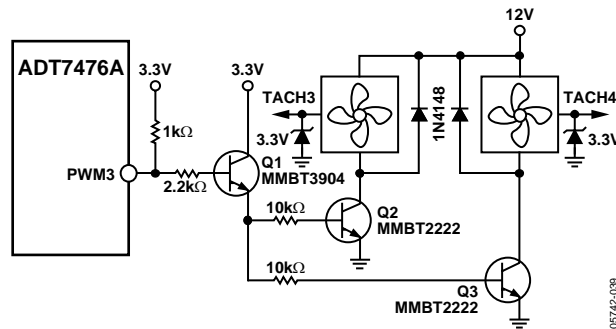 12V
ADT7476A
3.3V
3.3V
TACH3
TACH4
1N4148
1kΩ
3.3V
3.3V
PWM3
2.2kΩ
Q1
MMBT3904
10kΩ
Q2
MMBT2222
10kΩ
Q3
MMBT2222
05742-039